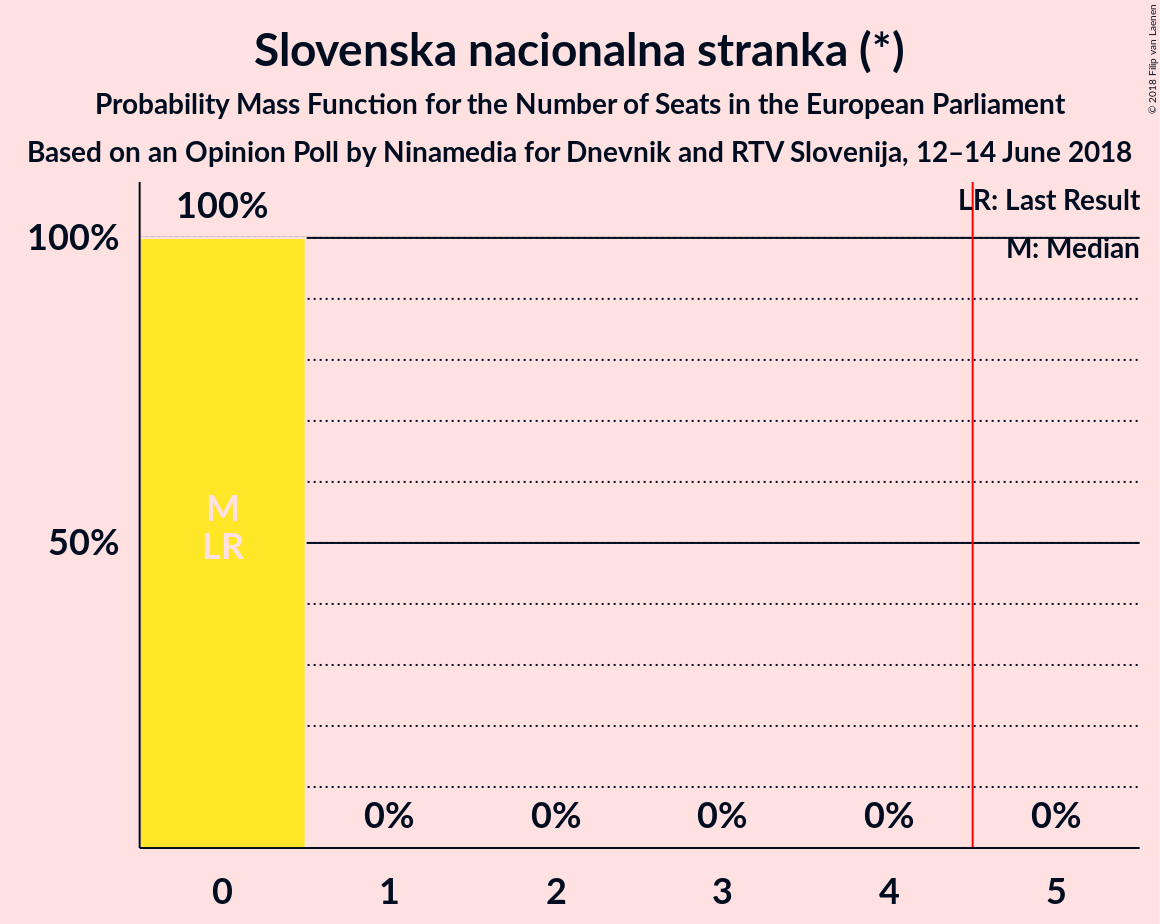 Slovenska nacionalna stranka (*)
Probability Mass Function for the Number of Seats in the European Parliament
Based on an Opinion Poll by Ninamedia for Dnevnik and RTV Slovenija, 12–14 June 2018
© 2018 Filip van Laenen
LR: Last Result
M: Median
100%
100%
50%
M
LR
0% 0% 0% 0% 0%
0 1 2 3 4 5